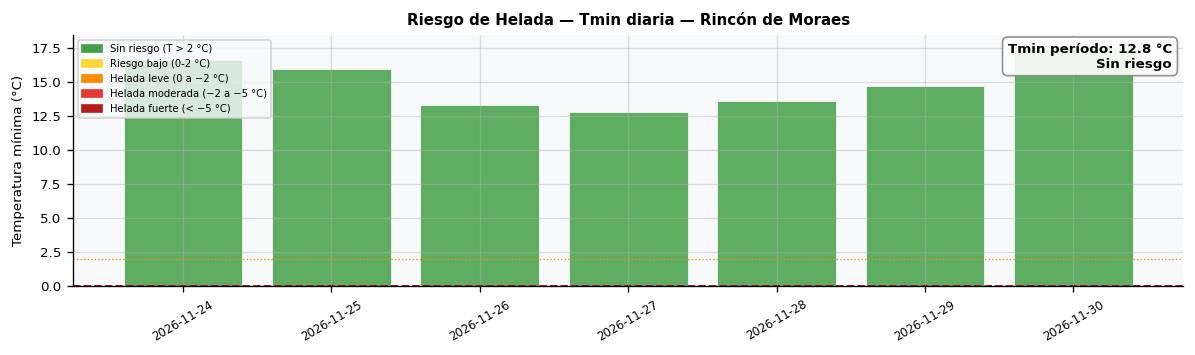 Riesgo de Helada — Tmin diaria — Rincón de Moraes
Temperatura mínima (°C)
17.5
15.0
12.5
10.0
7.5
5.0
2.5
0.0
Sin riesgo (T > 2 °C)
Riesgo bajo (0-2 °C)
Helada leve (0 a −2 °C)
Helada moderada (−2 a −5 °C)
Helada fuerte (< −5 °C)
Tmin período: 12.8 °C
Sin riesgo
2026-11-24
2026-11-25
2026-11-26
2026-11-27
2026-11-28
2026-11-29
2026-11-30